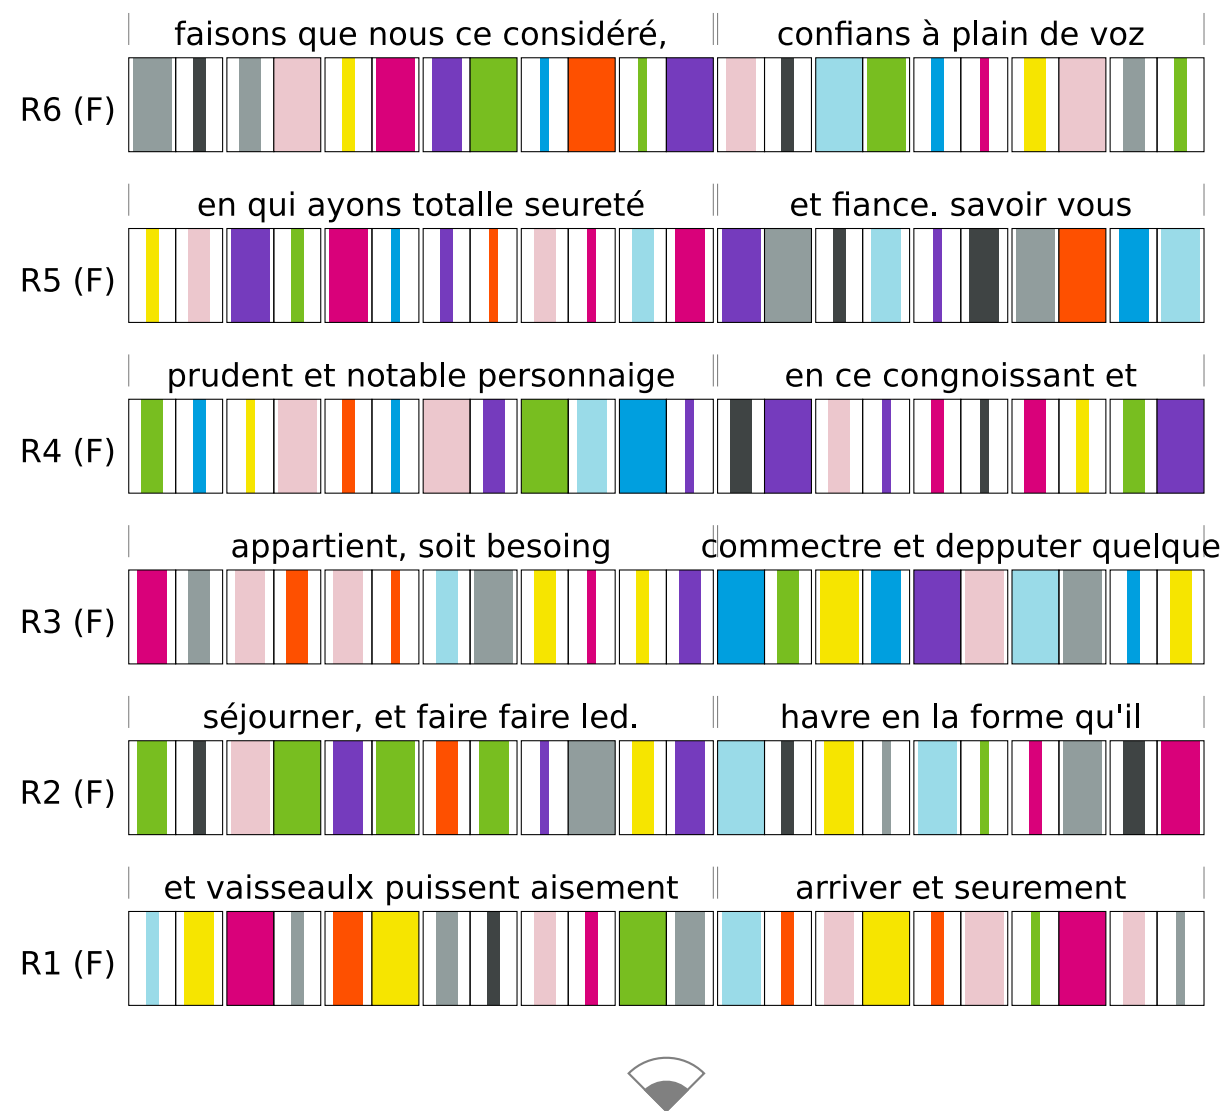 faisons que nous ce considéré, confians à plain de voz
R6 (F)
en qui ayons totalle seureté et fiance. savoir vous
R5 (F)
prudent et notable personnaige en ce congnoissant et
R4 (F)
appartient, soit besoing commectre et depputer quelque
R3 (F)
séjourner, et faire faire led. havre en la forme qu'il
R2 (F)
et vaisseaulx puissent aisement arriver et seurement
R1 (F)